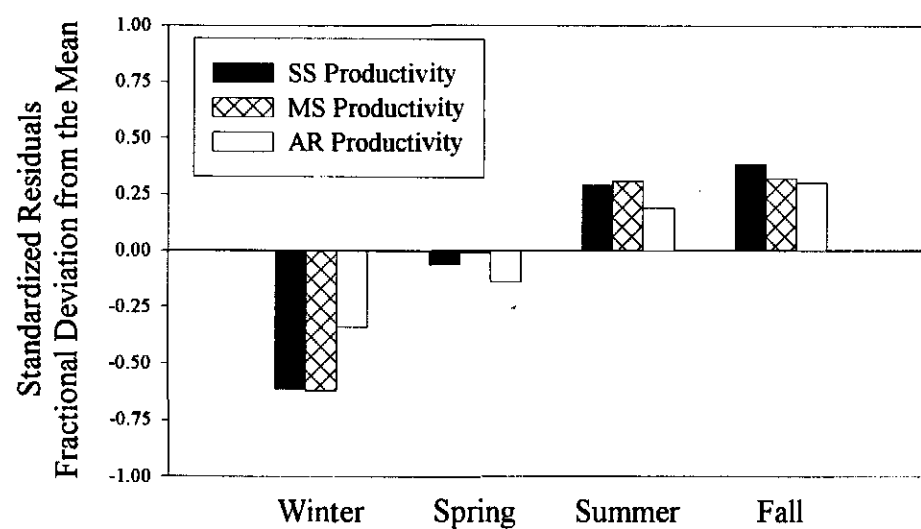 Standardized Residuals
Fractional Deviation from the Mean
1.00
0.75
0.50
0.25
0.00
-0.25
-0.50
-0.75
-1.00
SS Productivity
MS Productivity
AR Productivity
Winter Spring Summer Fall